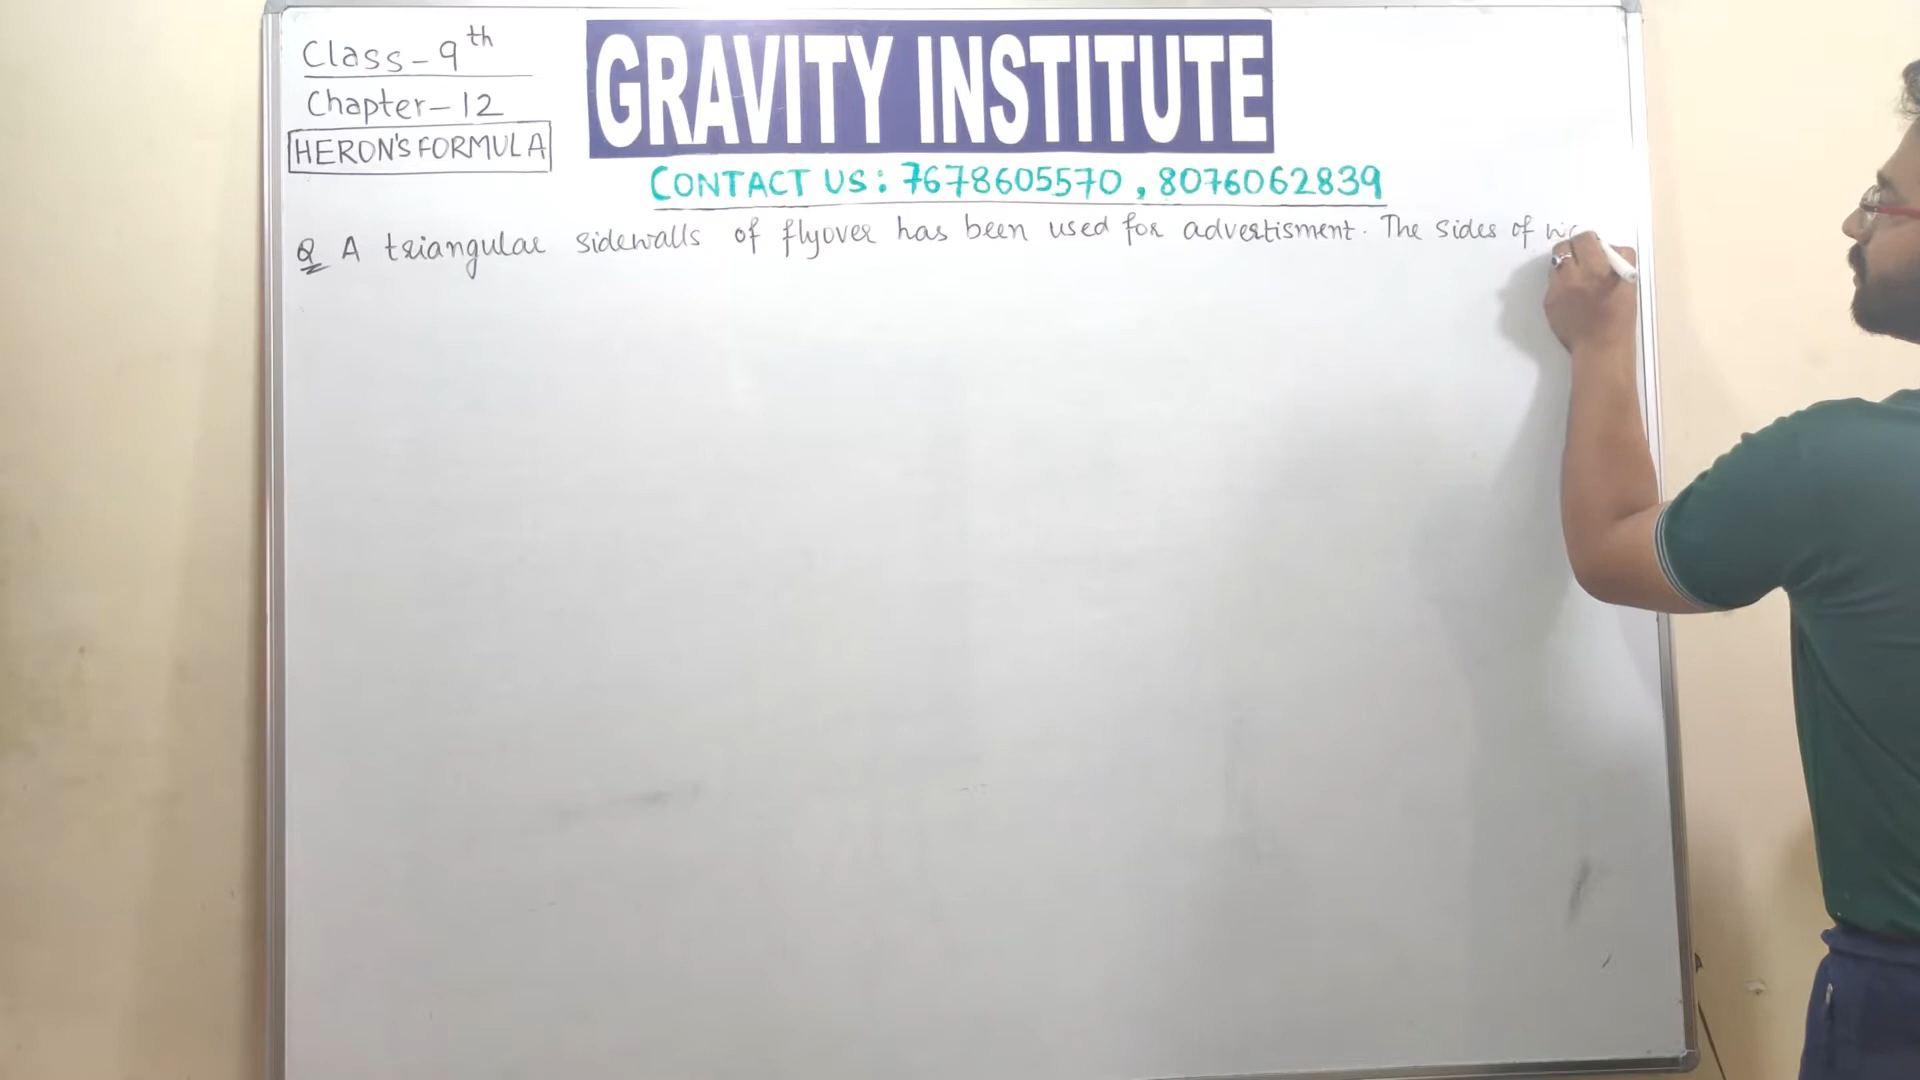 Class-9th
Chapter-12
HERON'S FORMULA
GRAVITY INSTITUTE
CONTACT US: 7678605570, 8076062839
Q A triangular sidewalls of flyover has been used for advertisment. The sides of